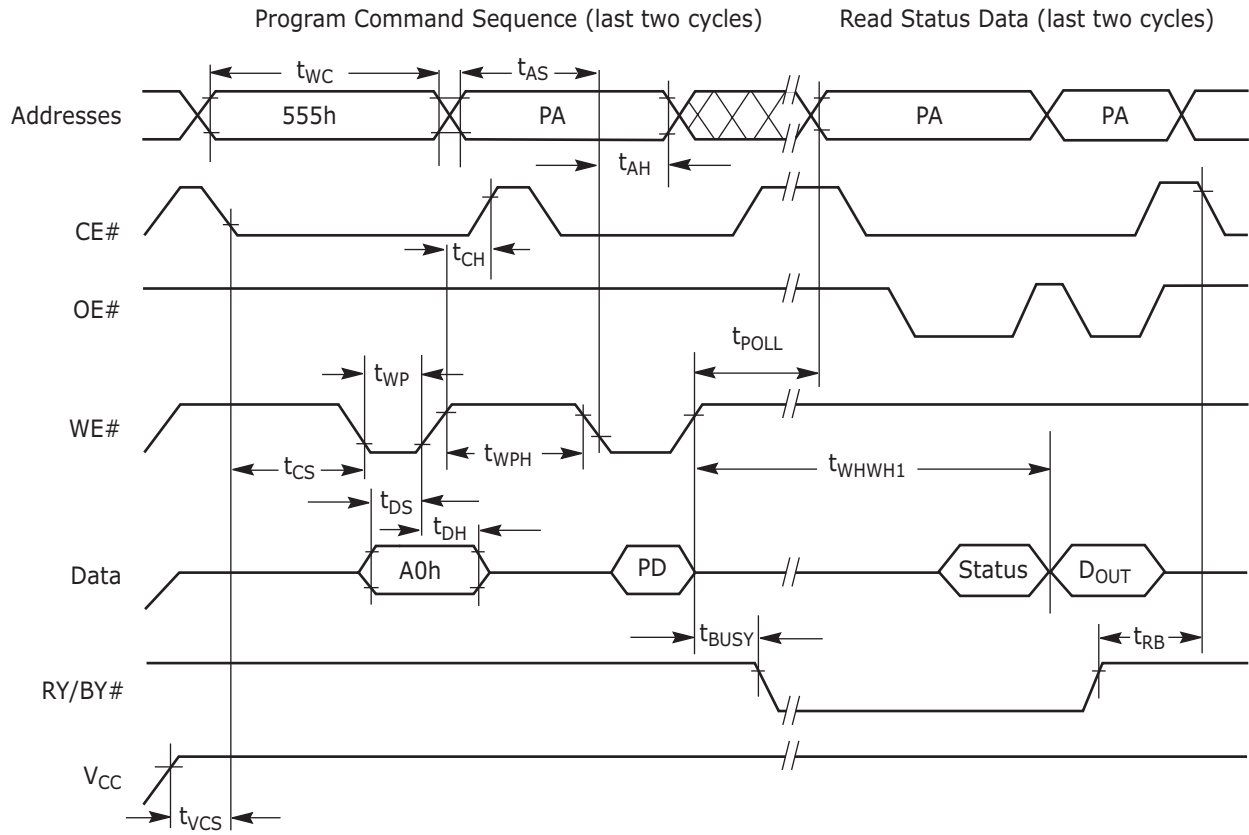 Program Command Sequence (last two cycles) Read Status Data (last two cycles)
tWC tAS
Addresses 555h PA PA PA
tAH
CE#
tCH
OE#
tPOLL
tWP
WE#
tCS tWPH tWHWH1
tDS
tDH
Data A0h PD Status DOUT
tBUSY tRB
RY/BY#
VCC
tVCS